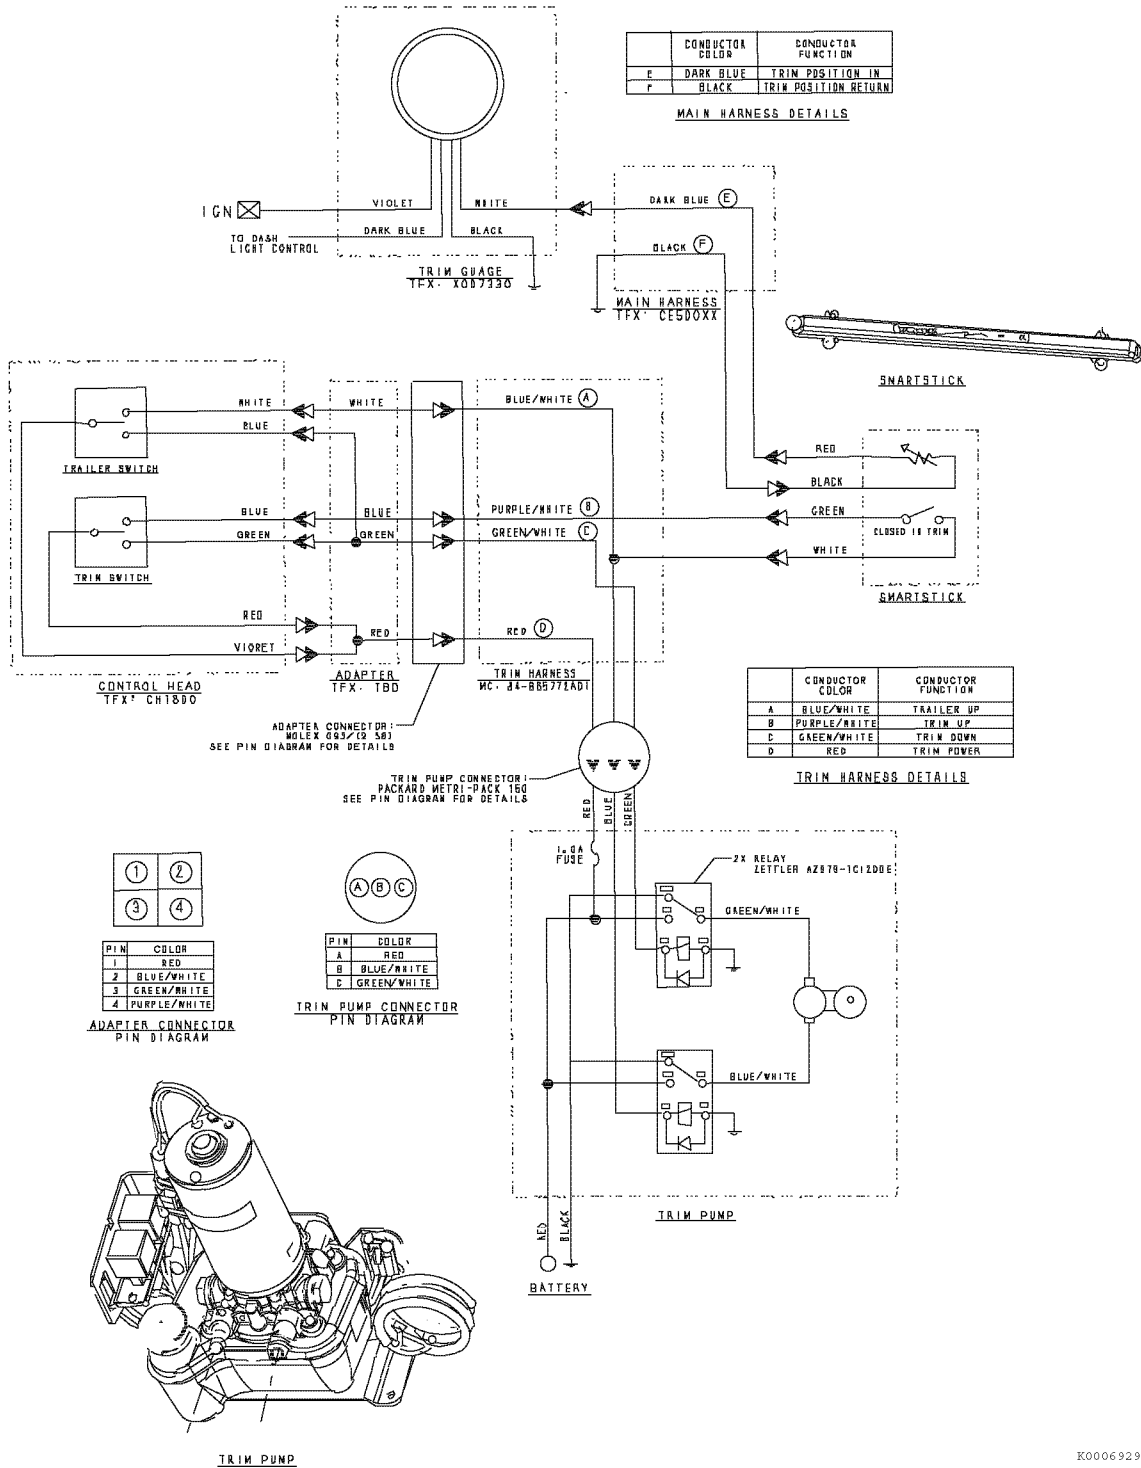 CONDUCTOR COLOR
CONDUCTOR FUNCTION
E DARK BLUE TRIM POSITION IN
F BLACK TRIM POSITION RETURN
MAIN HARNESS DETAILS
IGN
VIOLET
WHITE
TO DASH
LIGHT CONTROL
DARK BLUE
BLACK
TRIM GUAGE
TFX:
DARK BLUE E
BLACK F
MAIN HARNESS
TFX: CE500XX
SMARTSTICK
WHITE
WHITE
BLUE/WHITE A
BLUE
TRAILER SWITCH
RED
BLACK
BLUE
BLUE
PURPLE/WHITE B
GREEN
GREEN
GREEN
GREEN/WHITE C
CLOSED IN TRIM
WHITE
TRIM SWITCH
SMARTSTICK
RED
RED
RED D
VIORET
CONTROL HEAD
TFX: CH1800
ADAPTER
TFX: TBD
TRIM HARNESS
ADAPTER CONNECTOR:
MOLEX
SEE PIN DIAGRAM FOR DETAILS
CONDUCTOR COLOR
CONDUCTOR FUNCTION
A BLUE/WHITE TRAILER UP
B PURPLE/WHITE TRIM UP
C GREEN/WHITE TRIM DOWN
D RED TRIM POWER
TRIM HARNESS DETAILS
TRIM PUMP CONNECTOR:
PACKARD METRI-PACK 150
SEE PIN DIAGRAM FOR DETAILS
RED
BLUE
GREEN
FUSE
2X RELAY
ZETTLER
GREEN/WHITE
BLUE/WHITE
TRIM PUMP
RED
BLACK
BATTERY
1 2
3 4
PIN COLOR
1 RED
2 BLUE/WHITE
3 GREEN/WHITE
4 PURPLE/WHITE
ADAPTER CONNECTOR
PIN DIAGRAM
A B C
PIN COLOR
A RED
B BLUE/WHITE
C GREEN/WHITE
TRIM PUMP CONNECTOR
PIN DIAGRAM
TRIM PUMP
K0006929